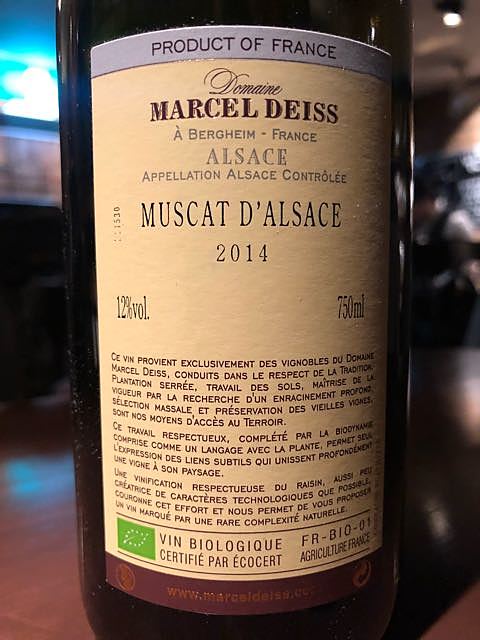 PRODUCT OF FRANCE
Domaine
MARCEL DEISS
À BERGHEIM - FRANCE
ALSACE
APPELLATION ALSACE CONTRÔLÉE
MUSCAT D'ALSACE
2014
12%vol. 750ml
CE VIN PROVIENT EXCLUSIVEMENT DES VIGNOBLES DU DOMAINE
MARCEL DEISS, CONDUITS DANS LE RESPECT DE LA TRADITION.
PLANTATION SERRÉE, TRAVAIL DES SOLS, MAÎTRISE DE LA
VIGUEUR PAR LA RECHERCHE D'UN ENRACINEMENT PROFOND,
SÉLECTION MASSALE ET PRÉSERVATION DES VIEILLES VIGNES,
SONT NOS MOYENS D'ACCÈS AU TERROIR.
CE TRAVAIL RESPECTUEUX, COMPLÉTÉ PAR LA BIODYNAMIE
COMPRISE COMME UN LANGAGE AVEC LA PLANTE, PERMET SEUL
L'EXPRESSION DES LIENS SUBTILS QUI UNISSENT PROFONDÉMENT
UNE VIGNE À SON PAYSAGE.
UNE VINIFICATION RESPECTUEUSE DU RAISIN, AUSSI PEU
CRÉATRICE DE CARACTÈRES TECHNOLOGIQUES QUE POSSIBLE,
COURONNE CET EFFORT ET NOUS PERMET DE VOUS PROPOSER
UN VIN MARQUÉ PAR UNE RARE COMPLEXITÉ NATURELLE.
VIN BIOLOGIQUE FR-BIO-01
CERTIFIÉ PAR ÉCOCERT AGRICULTURE FRANCE
www.marceldeiss.com